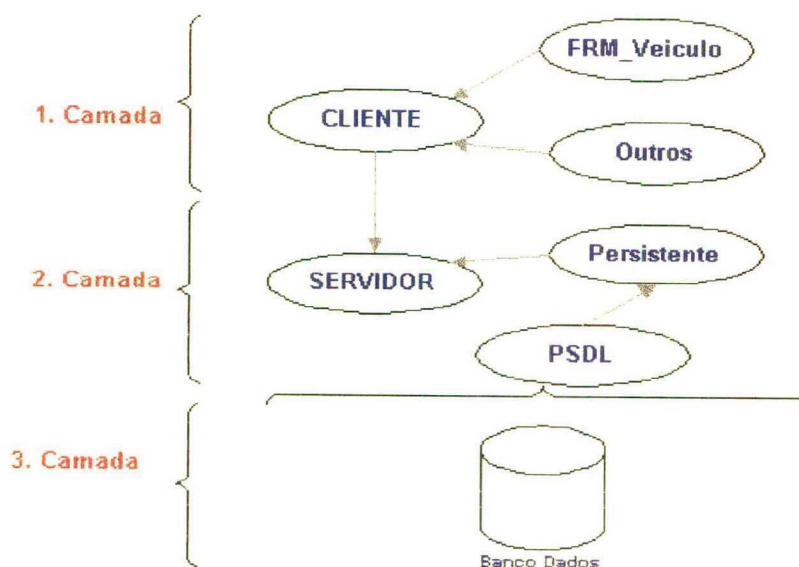 FRM_Veiculo
1. Camada
CLIENTE
Outros
2. Camada
Persistente
SERVIDOR
PSDL
3. Camada
Banco Dados